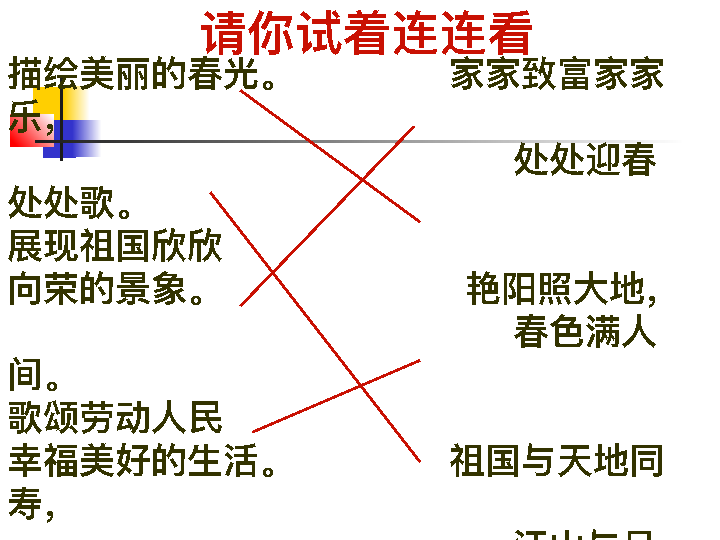 请你试着连连看
描绘美丽的春光。 家家致富家家
乐，
处处迎春
处处歌。
展现祖国欣欣
向荣的景象。 艳阳照大地，
春色满人
间。
歌颂劳动人民
幸福美好的生活。 祖国与天地同
寿，